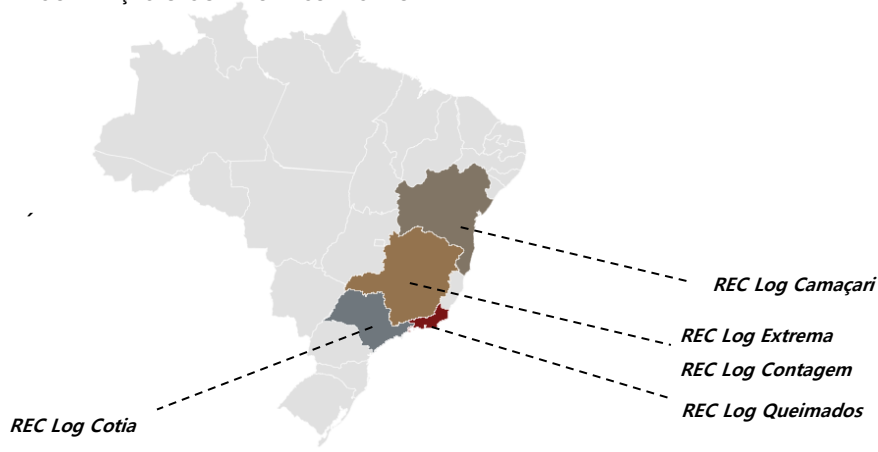 REC Log Camaçari
REC Log Extrema
REC Log Contagem
REC Log Queimados
REC Log Cotia